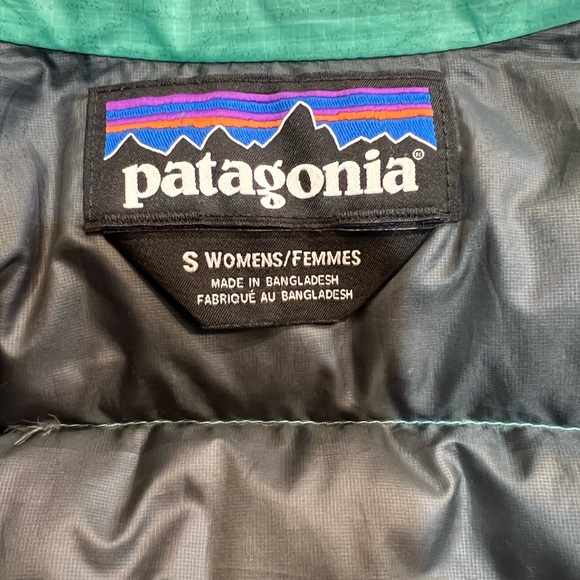 patagonia®
S WOMENS/FEMMES
MADE IN BANGLADESH
FABRIQUÉ AU BANGLADESH